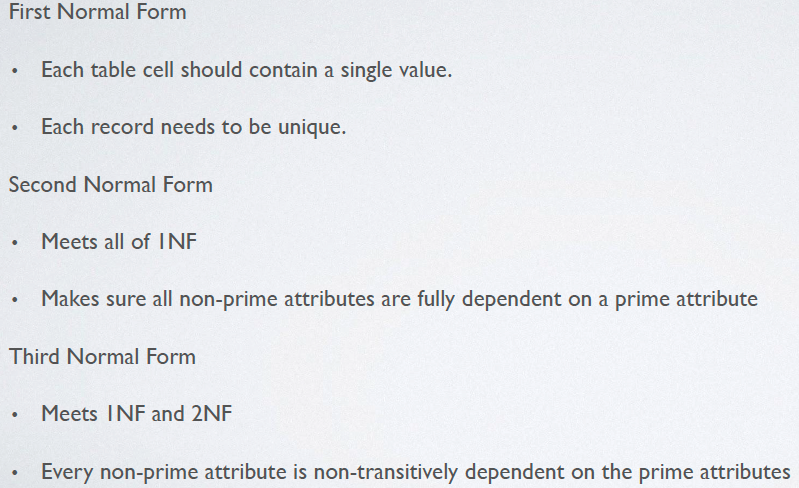 First Normal Form
• Each table cell should contain a single value.
• Each record needs to be unique.
Second Normal Form
• Meets all of 1NF
• Makes sure all non-prime attributes are fully dependent on a prime attribute
Third Normal Form
• Meets 1NF and 2NF
• Every non-prime attribute is non-transitively dependent on the prime attributes